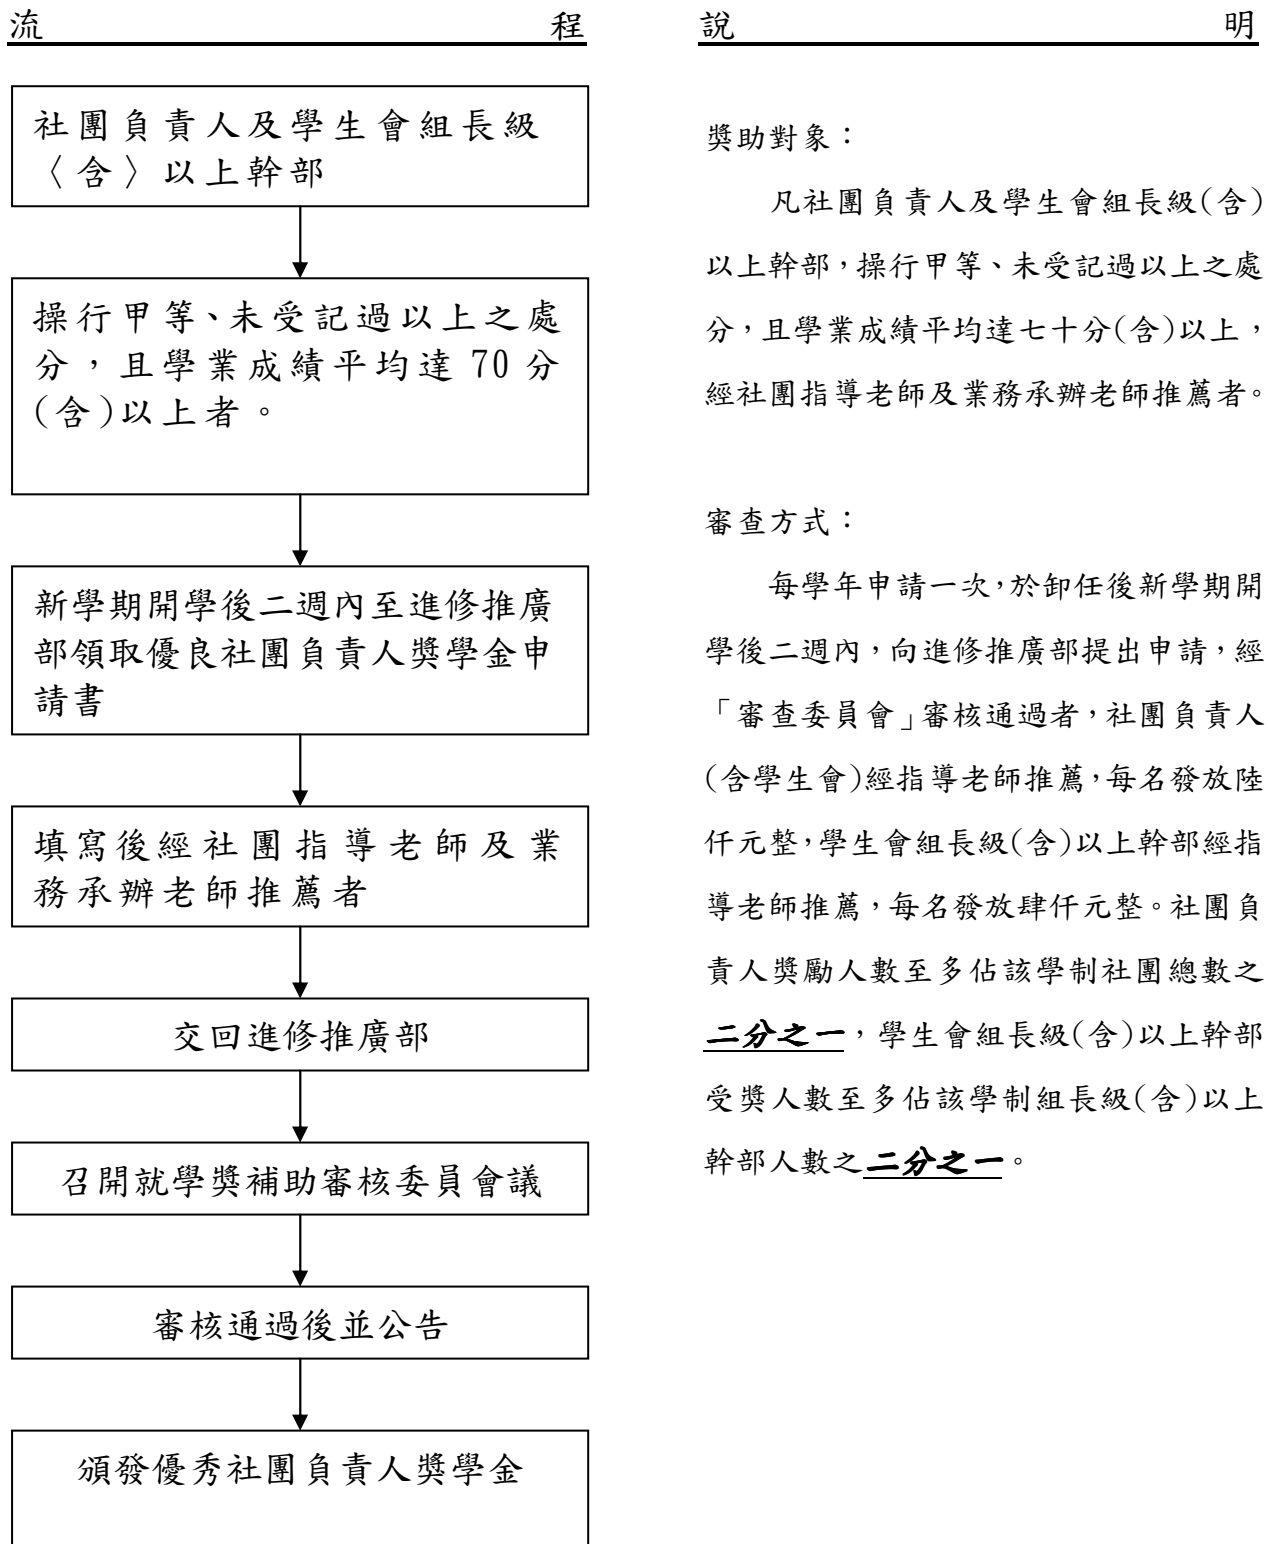 流程
社團負責人及學生會組長級
〈含〉以上幹部
操行甲等、未受記過以上之處
分，且學業成績平均達 70 分
(含)以上者。
新學期開學後二週內至進修推廣
部領取優良社團負責人獎學金申
請書
填寫後經社團指導老師及業
務承辦老師推薦者
交回進修推廣部
召開就學獎補助審核委員會議
審核通過後並公告
頒發優秀社團負責人獎學金
說明
獎助對象：
凡社團負責人及學生會組長級(含)
以上幹部，操行甲等、未受記過以上之處
分，且學業成績平均達七十分(含)以上，
經社團指導老師及業務承辦老師推薦者。
審查方式：
每學年申請一次，於卸任後新學期開
學後二週內，向進修推廣部提出申請，經
「審查委員會」審核通過者，社團負責人
(含學生會)經指導老師推薦，每名發放陸
仟元整，學生會組長級(含)以上幹部經指
導老師推薦，每名發放肆仟元整。社團負
責人獎勵人數至多佔該學制社團總數之
二分之一，學生會組長級(含)以上幹部
受獎人數至多佔該學制組長級(含)以上
幹部人數之二分之一。